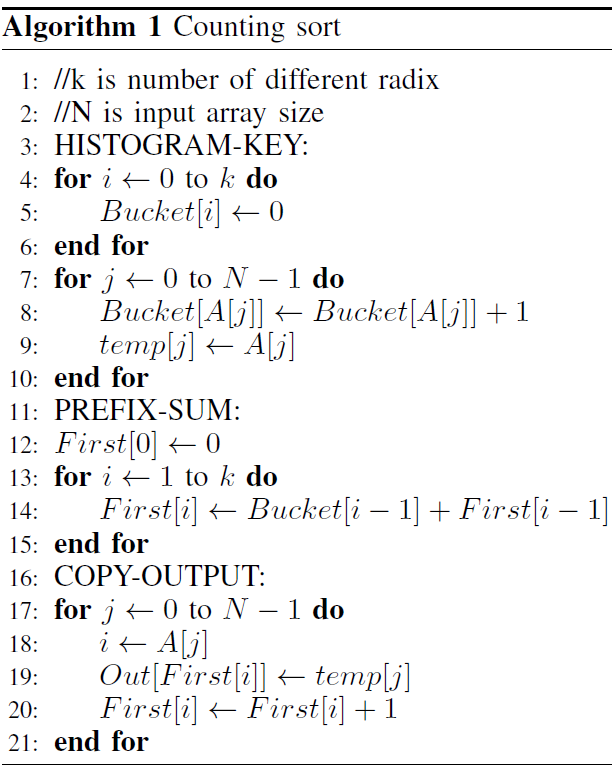 Algorithm 1 Counting sort
1: //k is number of different radix
2: //N is input array size
3: HISTOGRAM-KEY:
4: for i ← 0 to k do
5: Bucket[i] ← 0
6: end for
7: for j ← 0 to N − 1 do
8: Bucket[A[j]] ← Bucket[A[j]] + 1
9: temp[j] ← A[j]
10: end for
11: PREFIX-SUM:
12: First[0] ← 0
13: for i ← 1 to k do
14: First[i] ← Bucket[i − 1] + First[i − 1]
15: end for
16: COPY-OUTPUT:
17: for j ← 0 to N − 1 do
18: i ← A[j]
19: Out[First[i]] ← temp[j]
20: First[i] ← First[i] + 1
21: end for